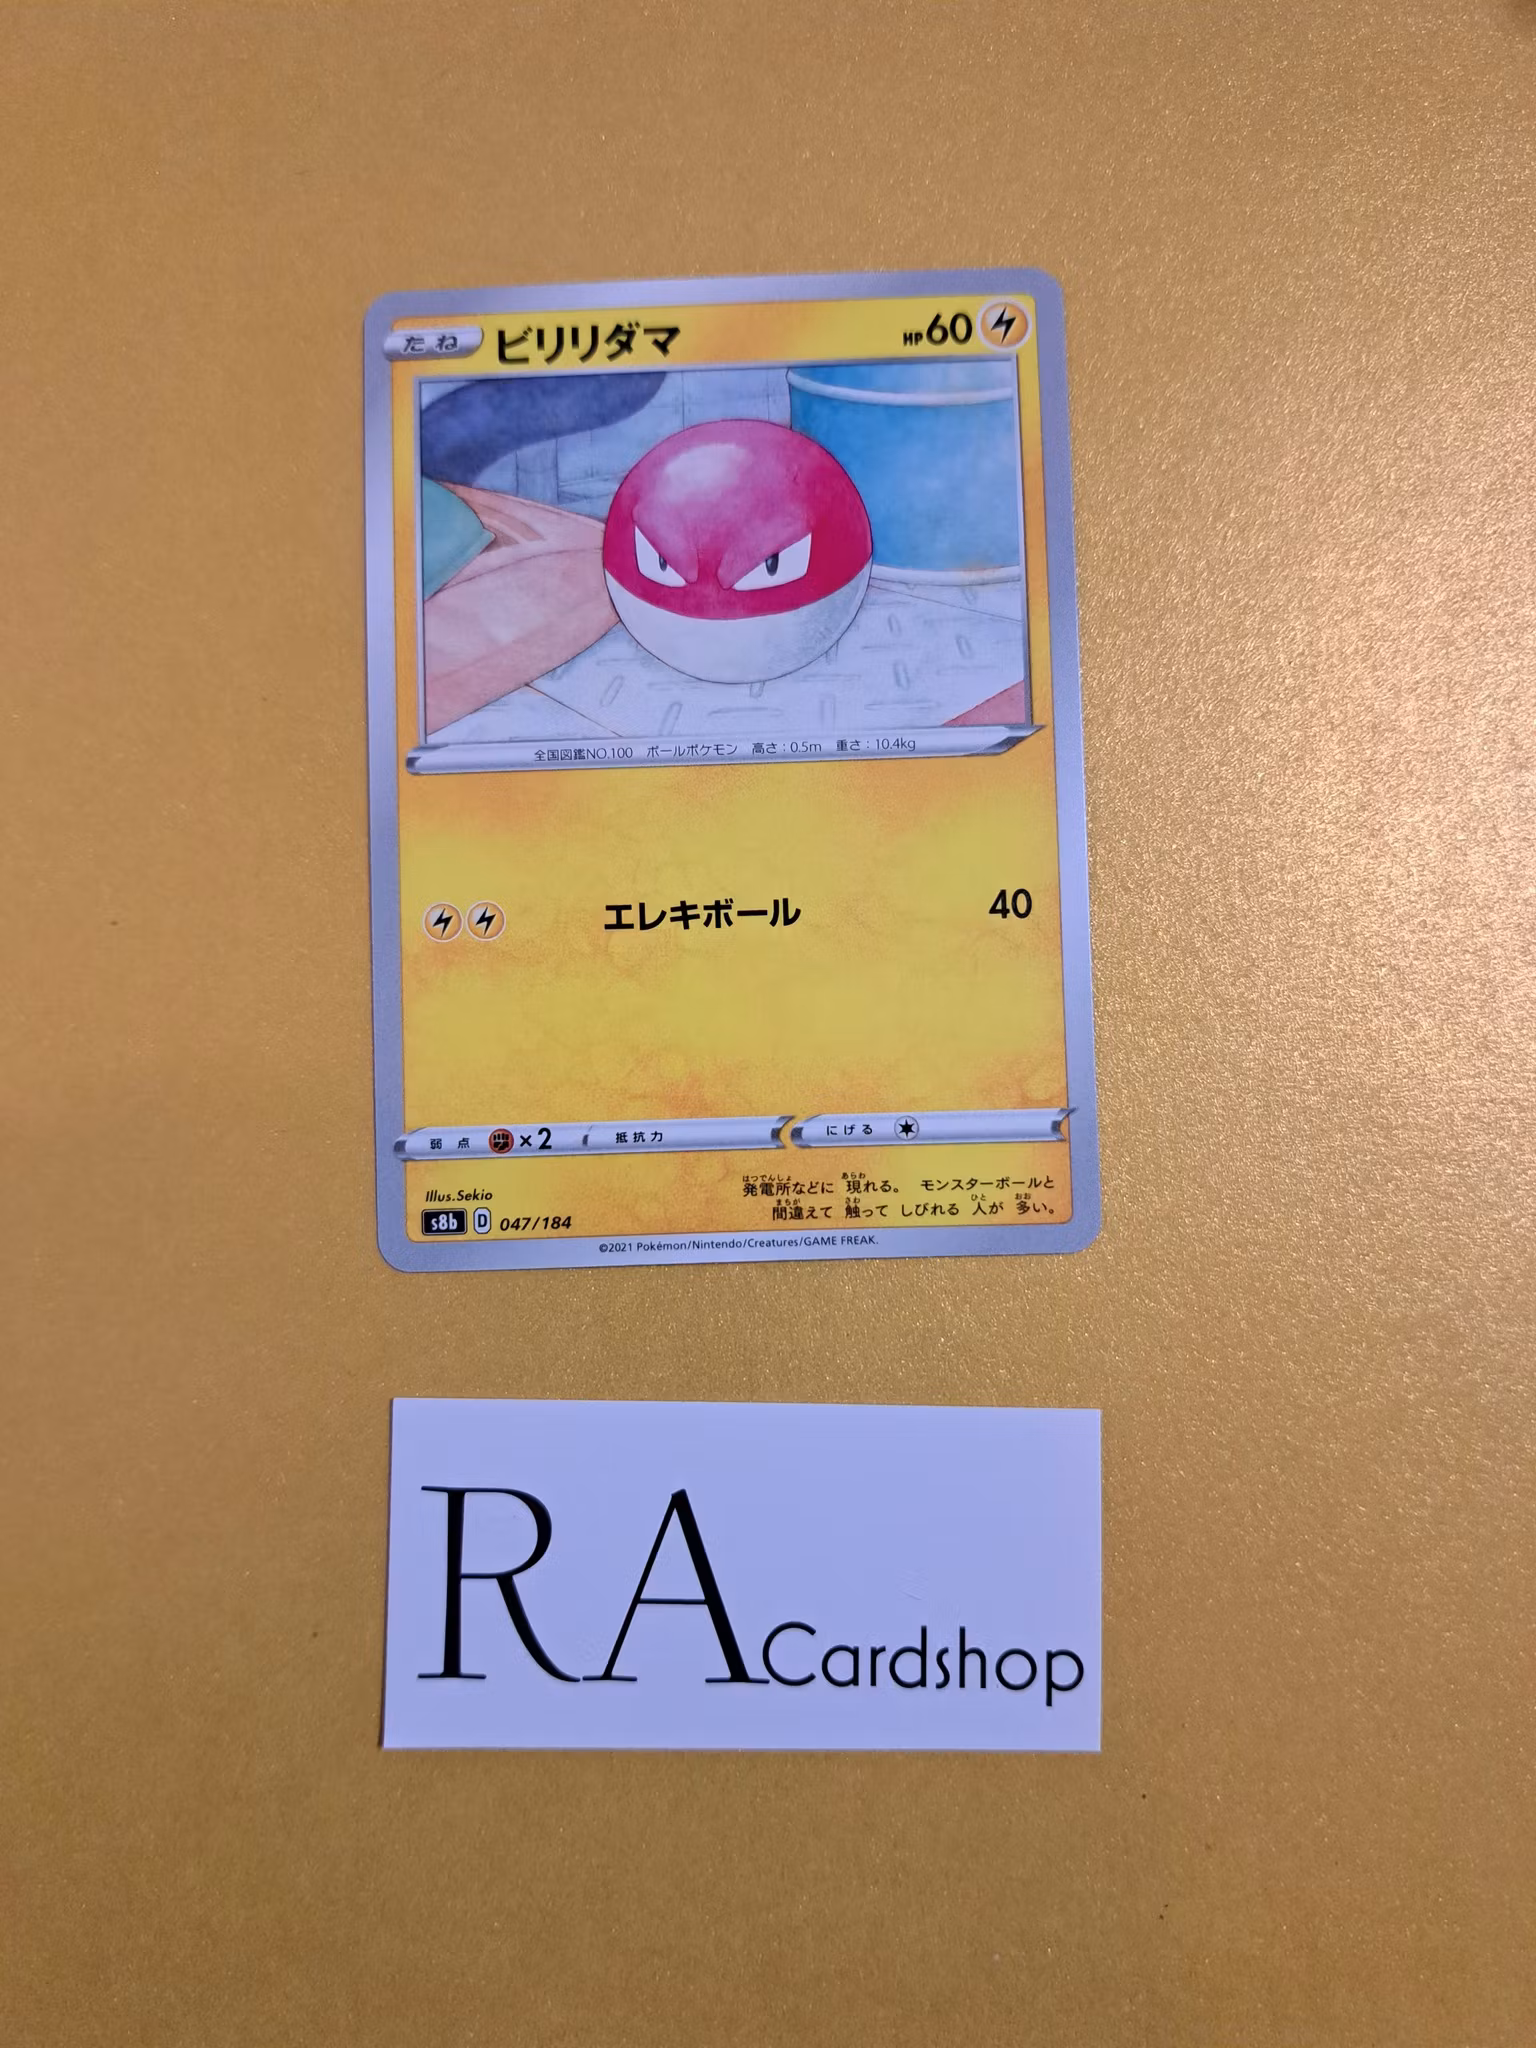 たね ビリリダマ HP60
全国図鑑NO.100 ボールポケモン 高さ:0.5m 重さ:10.4kg
エレキボール 40
弱点 ×2 抵抗力 にげる
Illus.Sekio
発電所などに 現れる。 モンスターボールと
間違えて 触って しびれる 人が 多い。
s8b D 047/184
©2021 Pokémon/Nintendo/Creatures/GAME FREAK.
RA Cardshop